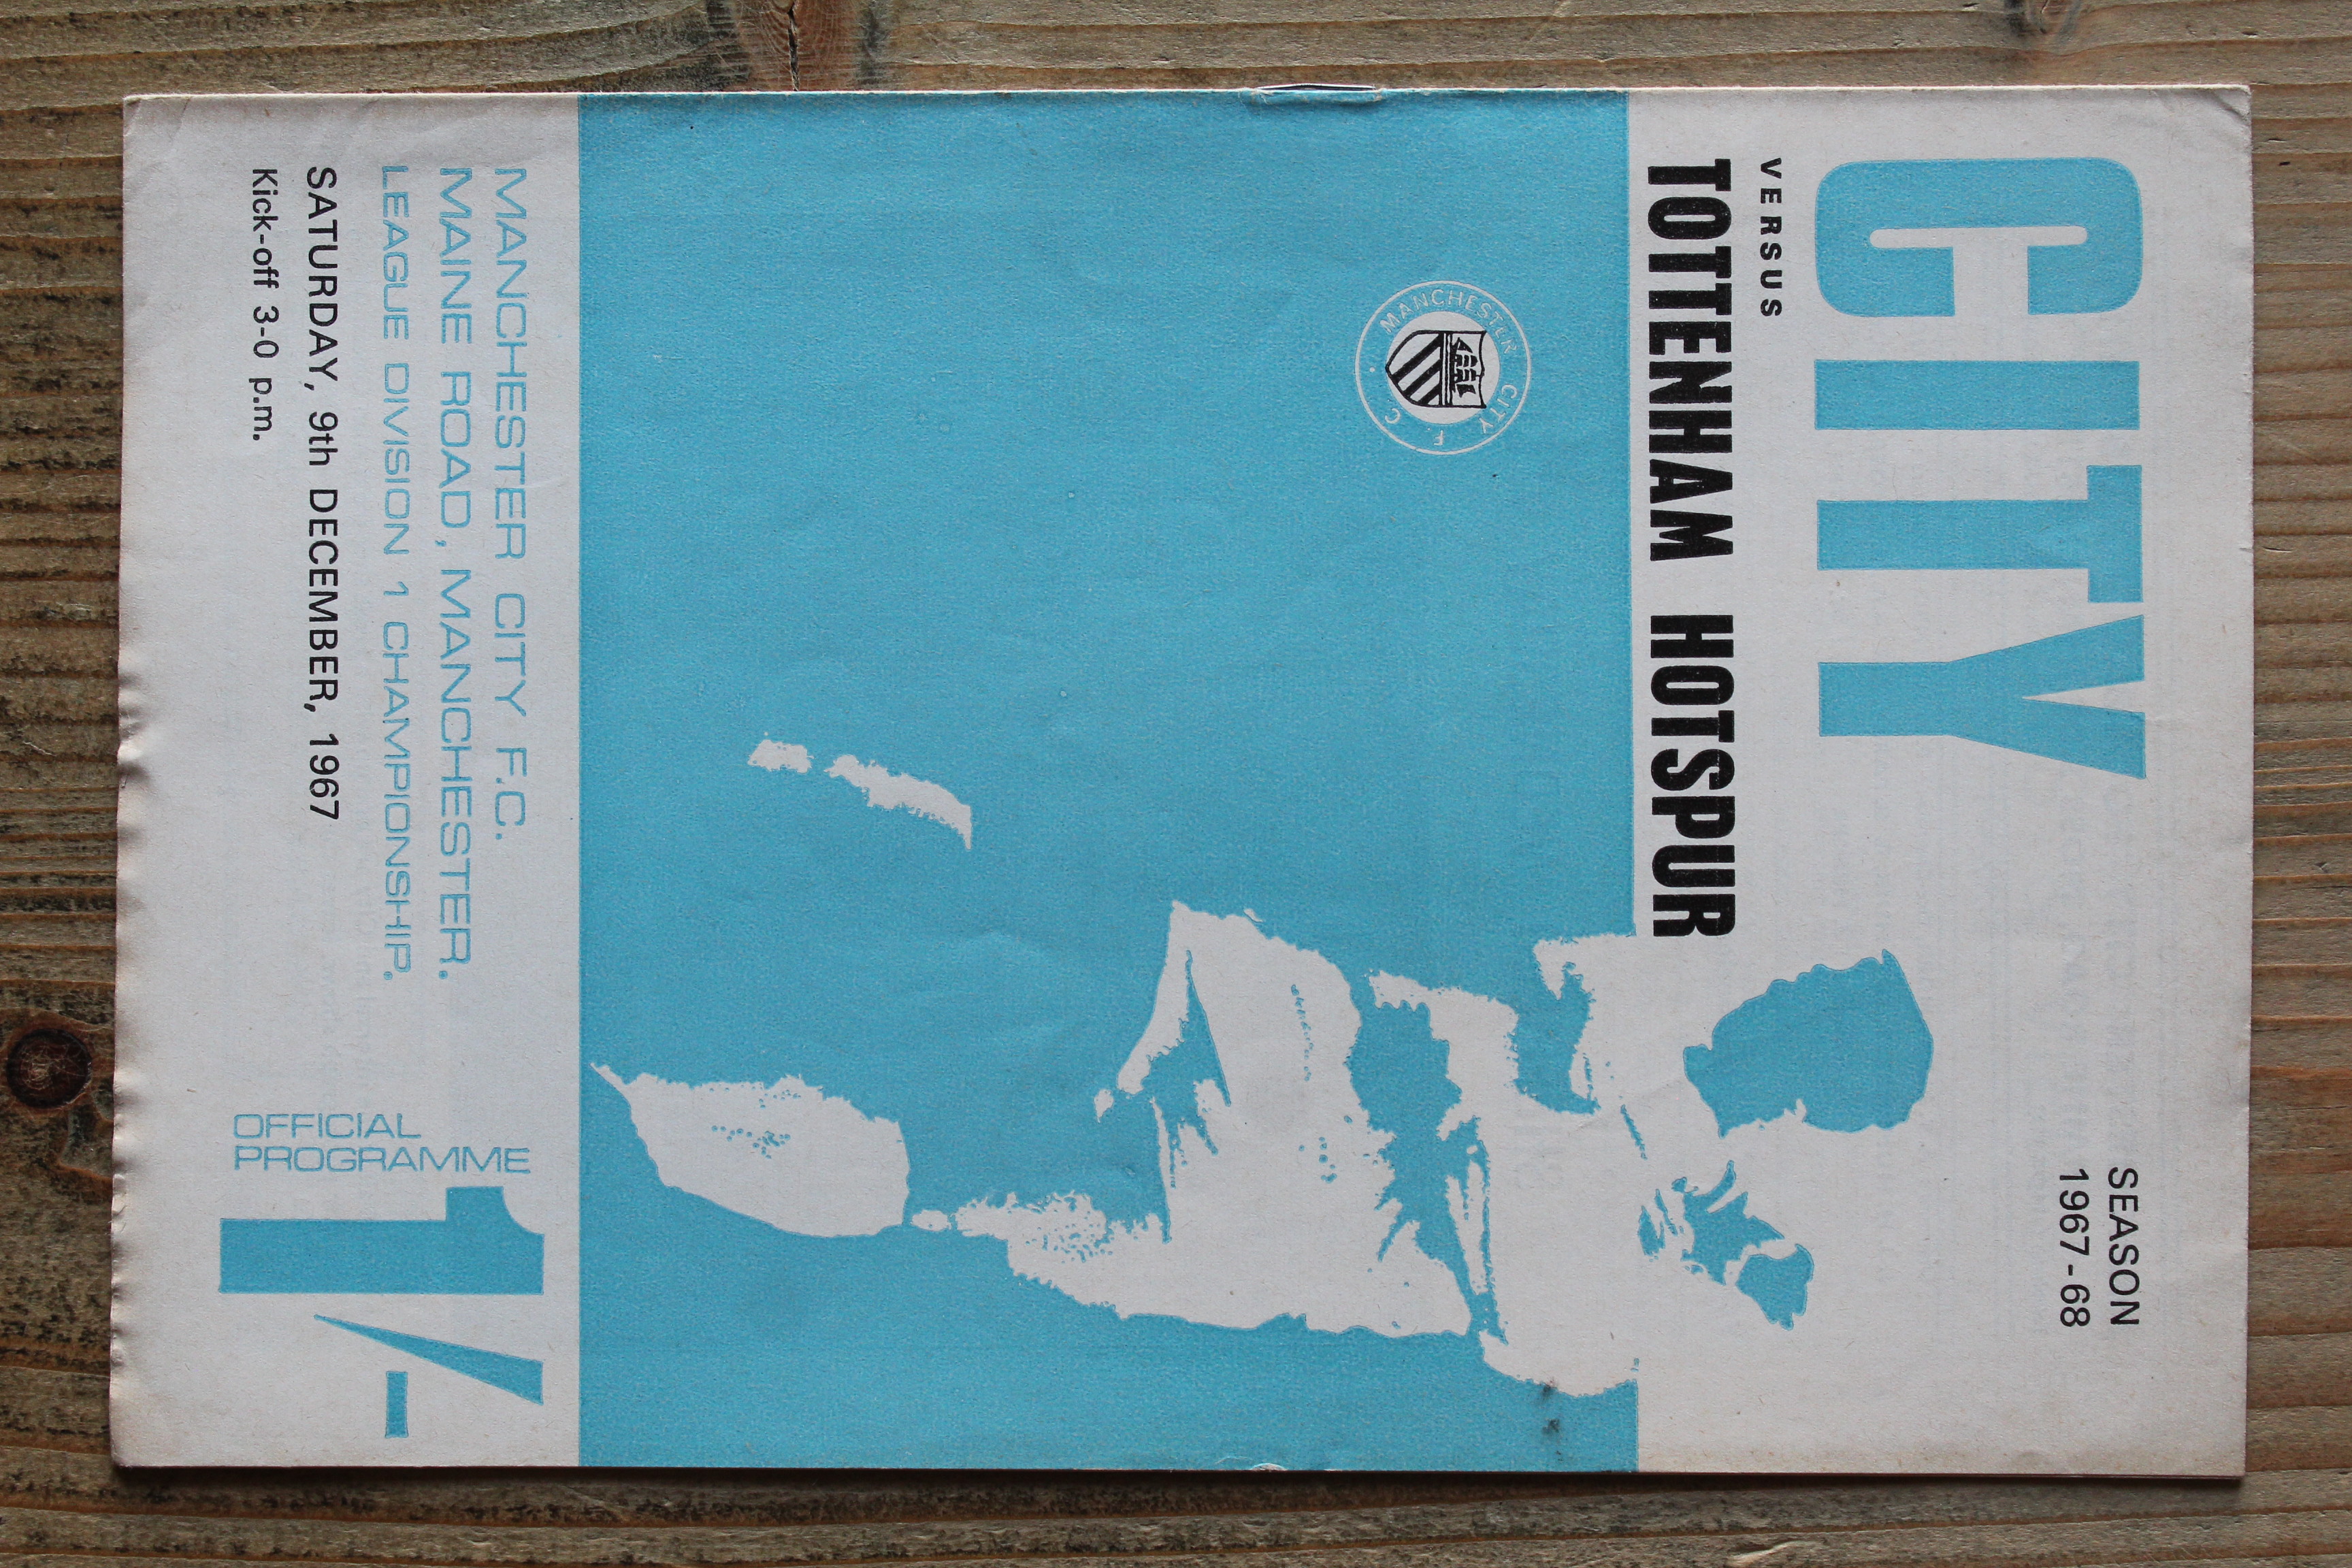 CITY
SEASON
1967-68
VERSUS
TOTTENHAM HOTSPUR
MANCHESTER CITY F.C.
MANCHESTER CITY F.C.
MAINE ROAD, MANCHESTER.
LEAGUE DIVISION 1 CHAMPIONSHIP.
SATURDAY, 9th DECEMBER, 1967
Kick-off 3-0 p.m.
OFFICIAL
PROGRAMME
1/-